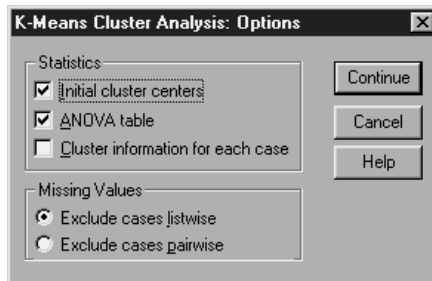 K-Means Cluster Analysis: Options
Statistics
Initial cluster centers
ANOVA table
Cluster information for each case
Missing Values
Exclude cases listwise
Exclude cases pairwise
Continue
Cancel
Help